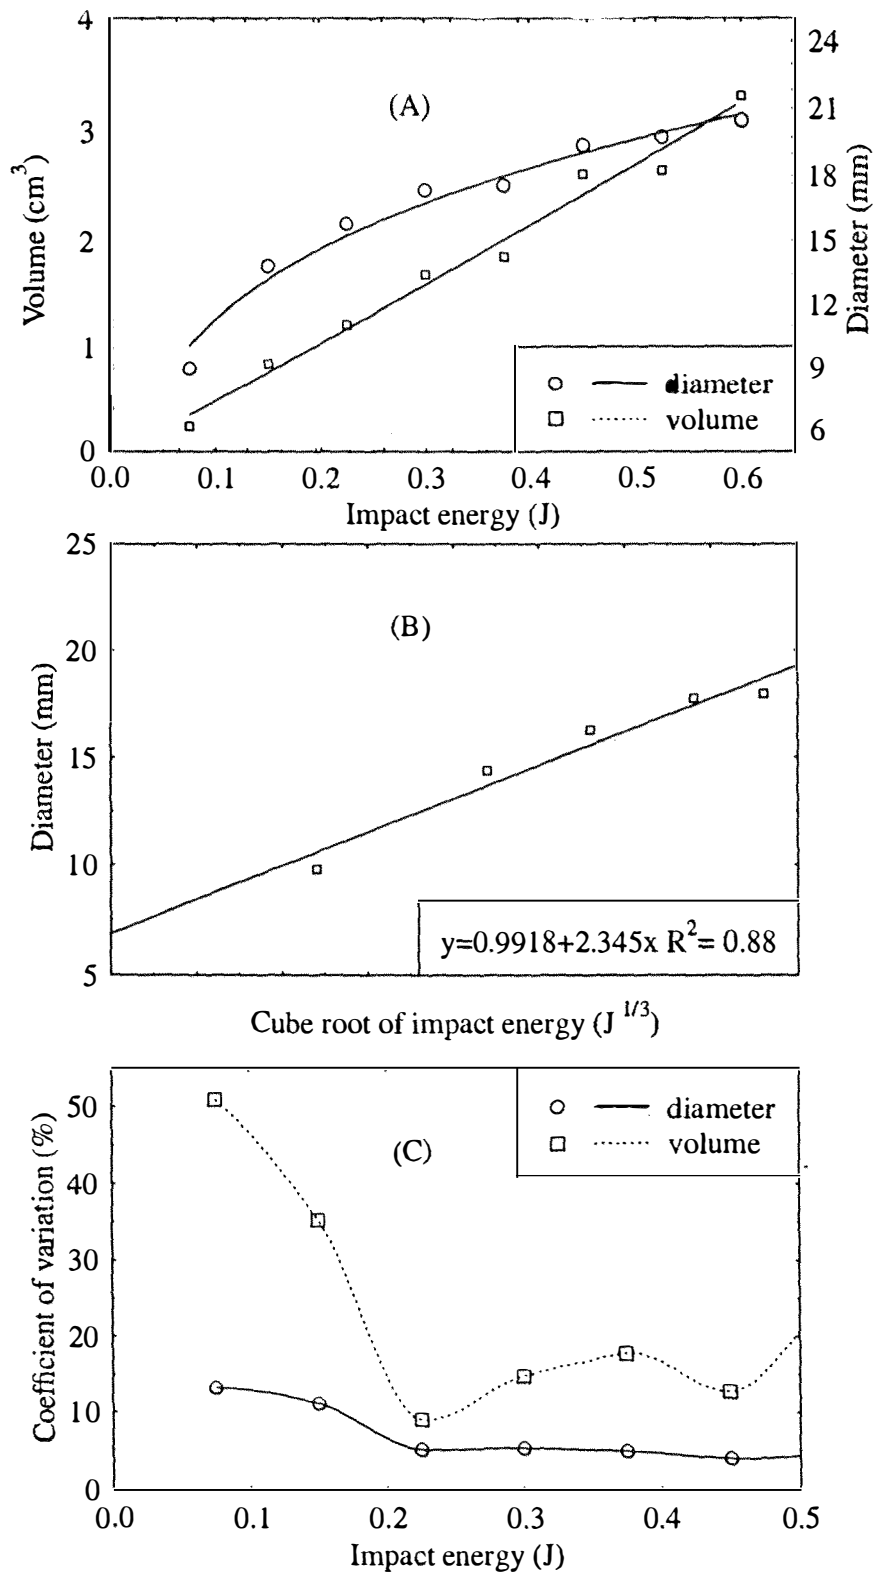 4
3
2
1
0
Volume (cm³)
(A)
24
21
18
15
12
9
6
Diameter (mm)
diameter
volume
0.0 0.1 0.2 0.3 0.4 0.5 0.6
Impact energy (J)
25
20
15
10
5
Diameter (mm)
(B)
y=0.9918+2.345x R²= 0.88
Cube root of impact energy (J 1/3)
50
40
30
20
10
0
Coefficient of variation (%)
(C)
diameter
volume
0.0 0.1 0.2 0.3 0.4 0.5
Impact energy (J)